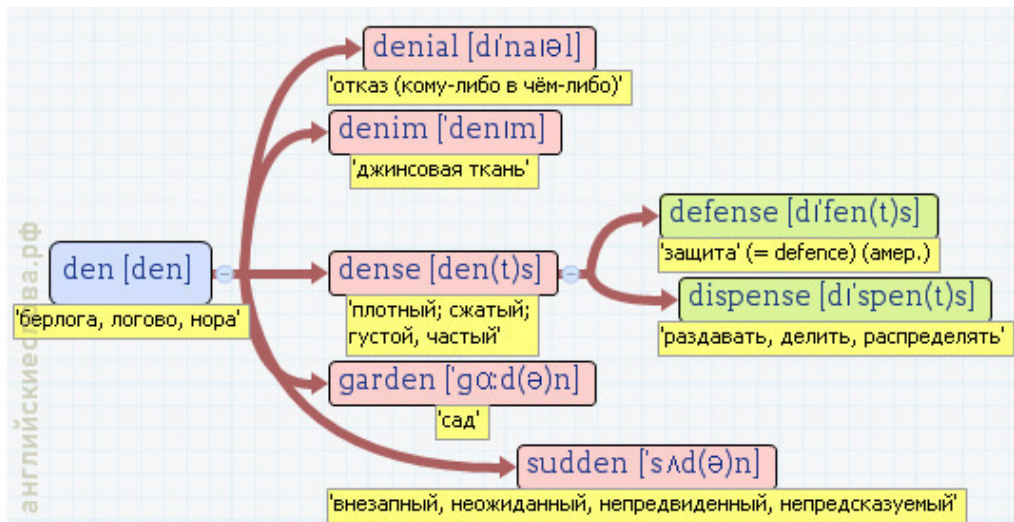 denial [dɪ'naɪəl]
'отказ (кому-либо в чём-либо)'
denim ['denɪm]
'джинсовая ткань'
den [den]
'берлога, логово, нора'
dense [den(t)s]
'плотный; сжатый;
густой, частый'
defense [dɪ'fen(t)s]
'защита' (= defence) (амер.)
dispense [dɪ'spen(t)s]
'раздавать, делить, распределять'
garden ['gɑːd(ə)n]
'сад'
sudden ['sʌd(ə)n]
'внезапный, неожиданный, непредвиденный, непредсказуемый'
английскиеслова.рф